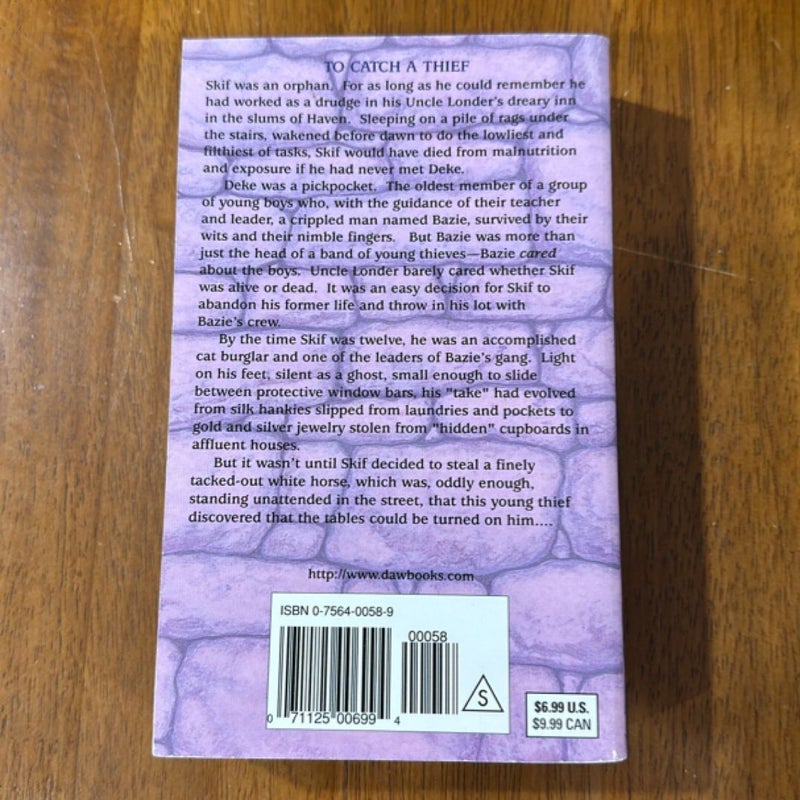 TO CATCH A THIEF
Skif was an orphan. For as long as he could remember he
had worked as a drudge in his Uncle Londer's dreary inn
in the slums of Haven. Sleeping on a pile of rags under
the stairs, wakened before dawn to do the lowliest and
filthiest of tasks, Skif would have died from malnutrition
and exposure if he had never met Deke.
Deke was a pickpocket. The oldest member of a group
of young boys who, with the guidance of their teacher
and leader, a crippled man named Bazie, survived by their
wits and their nimble fingers. But Bazie was more than
just the head of a band of young thieves—Bazie cared
about the boys. Uncle Londer barely cared whether Skif
was alive or dead. It was an easy decision for Skif to
abandon his former life and throw in his lot with
Bazie's crew.
By the time Skif was twelve, he was an accomplished
cat burglar and one of the leaders of Bazie's gang. Light
on his feet, silent as a ghost, small enough to slide
between protective window bars, his "take" had evolved
from silk hankies slipped from laundries and pockets to
gold and silver jewelry stolen from "hidden" cupboards in
affluent houses.
But it wasn't until Skif decided to steal a finely
tacked-out white horse, which was, oddly enough,
standing unattended in the street, that this young thief
discovered that the tables could be turned on him....
http://www.dawbooks.com
ISBN 0-7564-0058-9
00058
0 71125 00699 4
S
$6.99 U.S.
$9.99 CAN